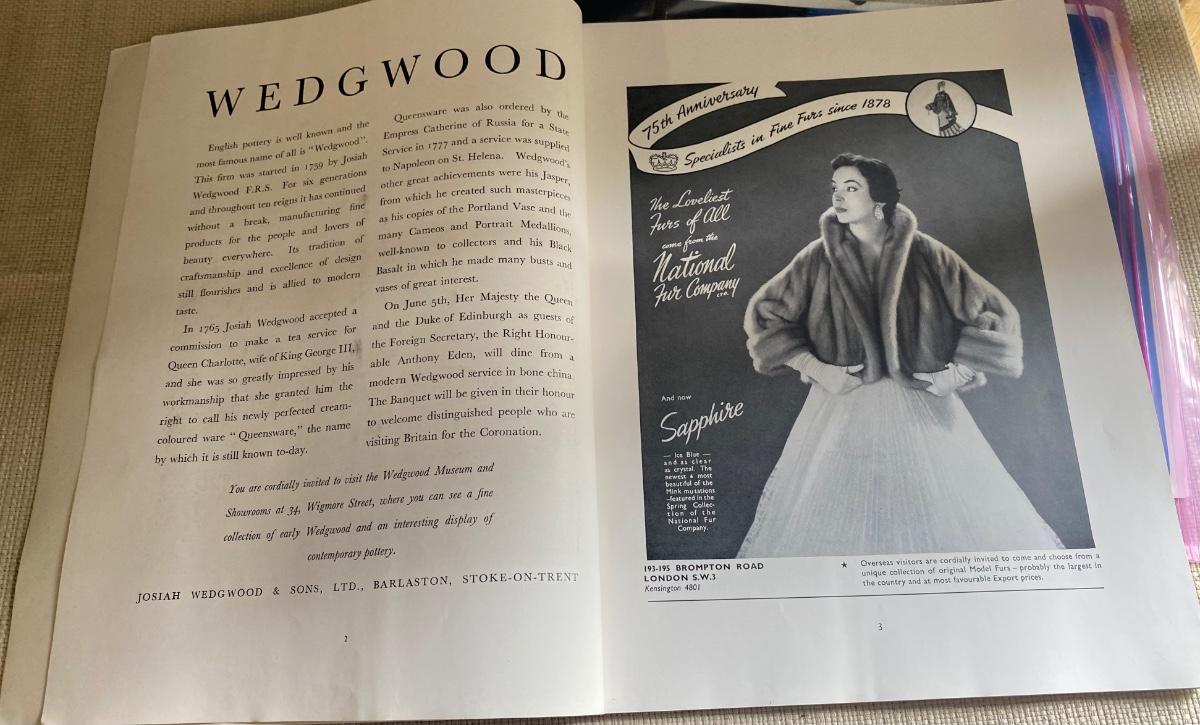 WEDGWOOD
English pottery is well known and the
most famous name of all is "Wedgwood".
This firm was started in 1759 by Josiah
Wedgwood F.R.S. For six generations
and throughout ten reigns it has continued
without a break, manufacturing fine
products for the people and lovers of
beauty everywhere. Its tradition of
craftsmanship and excellence of design
still flourishes and is allied to modern
taste.
In 1765 Josiah Wedgwood accepted a
commission to make a tea service for
Queen Charlotte, wife of King George III,
and she was so greatly impressed by his
workmanship that she granted him the
right to call his newly perfected cream-
coloured ware "Queensware," the name
by which it is still known to-day.
Queensware was also ordered by the
Empress Catherine of Russia for a State
Service in 1777 and a service was supplied
to Napoleon on St. Helena. Wedgwood's
other great achievements were his Jasper,
from which he created such masterpieces
as his copies of the Portland Vase and the
many Cameos and Portrait Medallions,
well-known to collectors and his Black
Basalt in which he made many busts and
vases of great interest.
On June 5th, Her Majesty the Queen
and the Duke of Edinburgh as guests of
the Foreign Secretary, the Right Honour-
able Anthony Eden, will dine from a
modern Wedgwood service in bone china.
The Banquet will be given in their honour
to welcome distinguished people who are
visiting Britain for the Coronation.
You are cordially invited to visit the Wedgwood Museum and
Showrooms at 34, Wigmore Street, where you can see a fine
collection of early Wedgwood and an interesting display of
contemporary pottery.
JOSIAH WEDGWOOD & SONS, LTD., BARLASTON, STOKE-ON-TRENT
2
75th Anniversary
Specialists in Fine Furs since 1878
The Loveliest
Furs of All
come from the
National
Fur Company LTD.
And now
Sapphire
— Ice Blue —
and as clear
as crystal. The
newest & most
beautiful of the
Mink mutations
-featured in the
Spring Collec-
tion of the
National Fur
Company.
193-195 BROMPTON ROAD
LONDON S.W.3
Kensington 4801
★ Overseas visitors are cordially invited to come and choose from a
unique collection of original Model Furs – probably the largest in
the country and at most favourable Export prices.
3